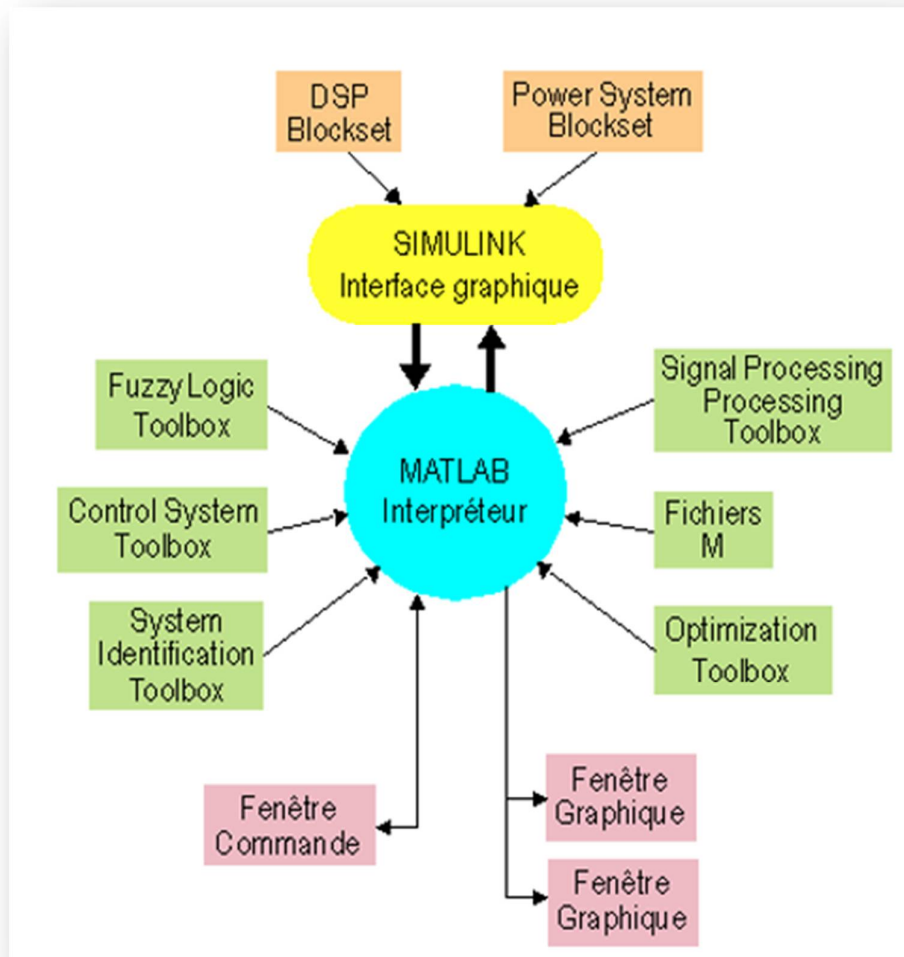 DSP
Blockset
Power System
Blockset
SIMULINK
Interface graphique
Fuzzy Logic
Toolbox
Signal Processing
Processing
Toolbox
MATLAB
Interpréteur
Control System
Toolbox
Fichiers
M
System
Identification
Toolbox
Optimization
Toolbox
Fenêtre
Commande
Fenêtre
Graphique
Fenêtre
Graphique